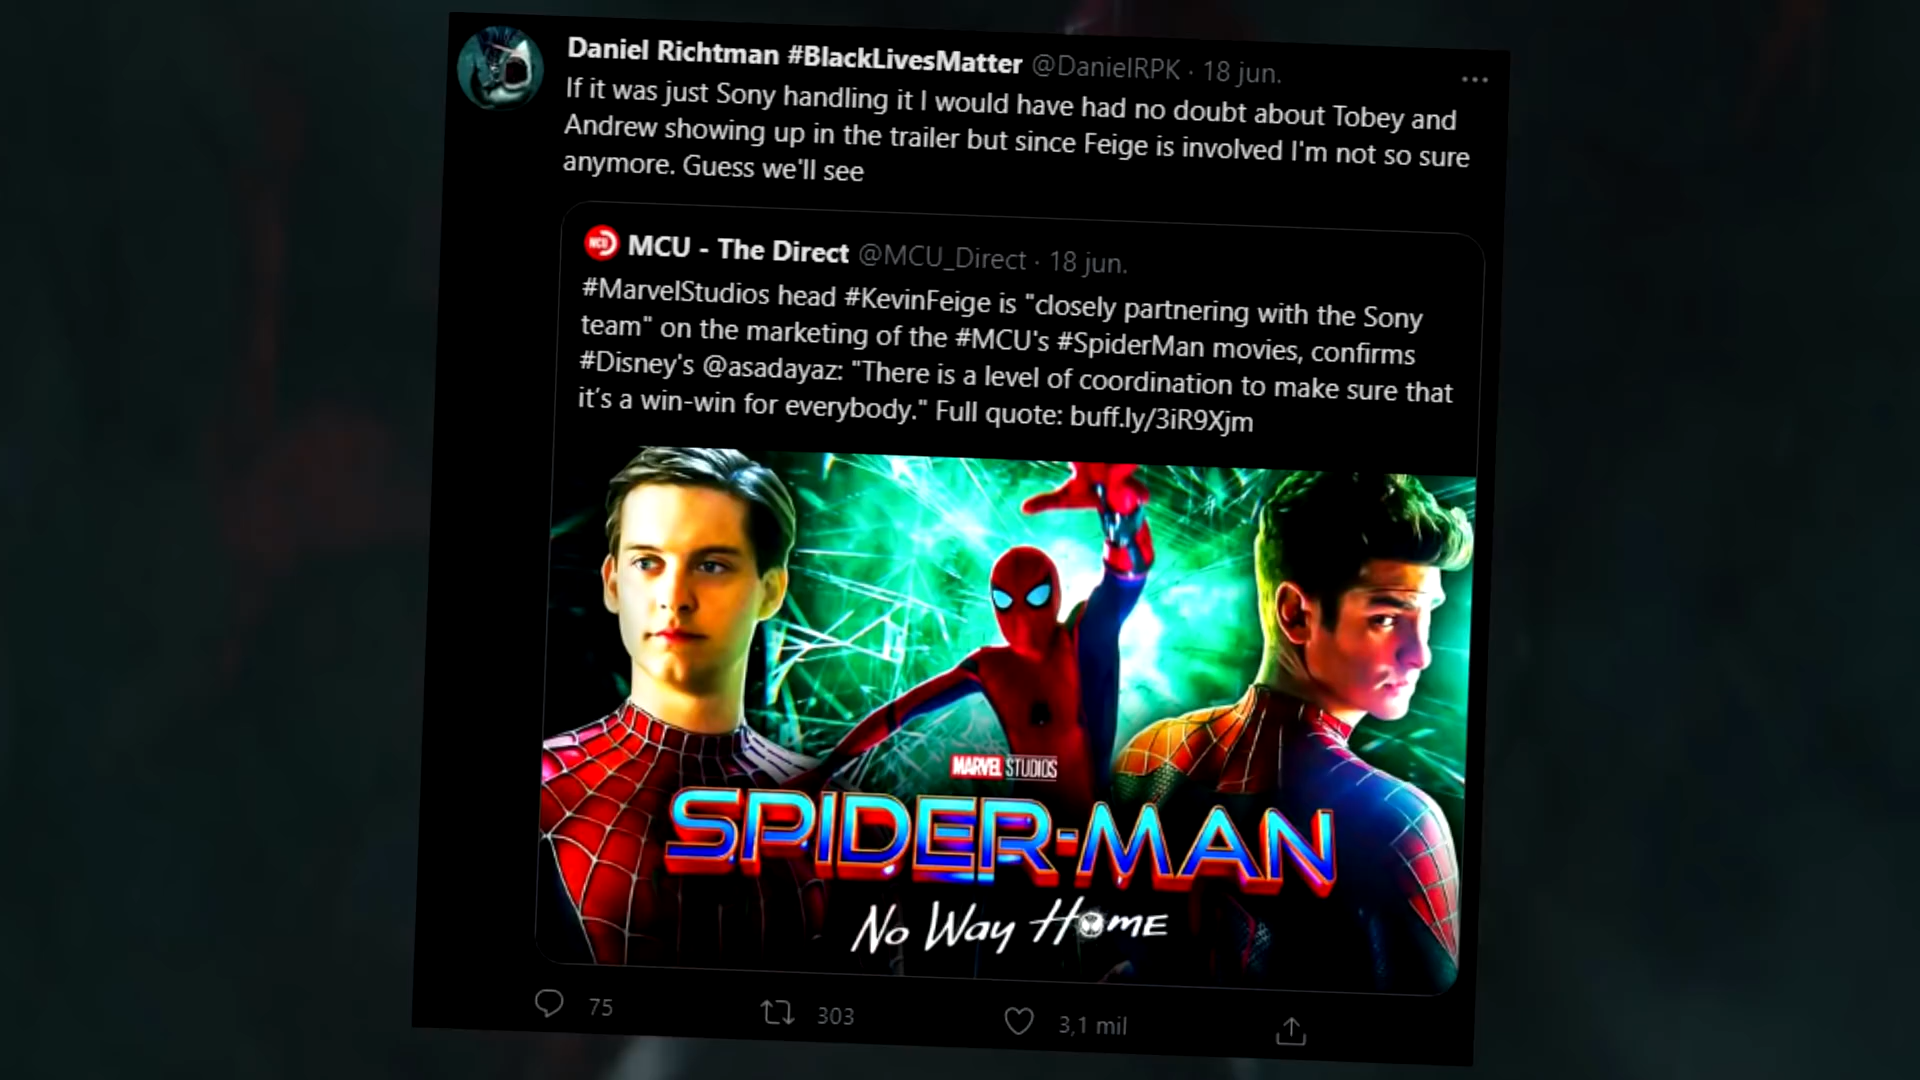 Daniel Richtman #BlackLivesMatter @DanielRPK · 18 jun.
If it was just Sony handling it I would have had no doubt about Tobey and
Andrew showing up in the trailer but since Feige is involved I'm not so sure
anymore. Guess we'll see
MCU
MCU - The Direct @MCU_Direct · 18 jun.
#MarvelStudios head #KevinFeige is "closely partnering with the Sony
team" on the marketing of the #MCU's #SpiderMan movies, confirms
#Disney's @asadayaz: "There is a level of coordination to make sure that
it's a win-win for everybody." Full quote: buff.ly/3iR9Xjm
MARVEL STUDIOS
SPIDER-MAN
No Way Home
75
303
3,1 mil